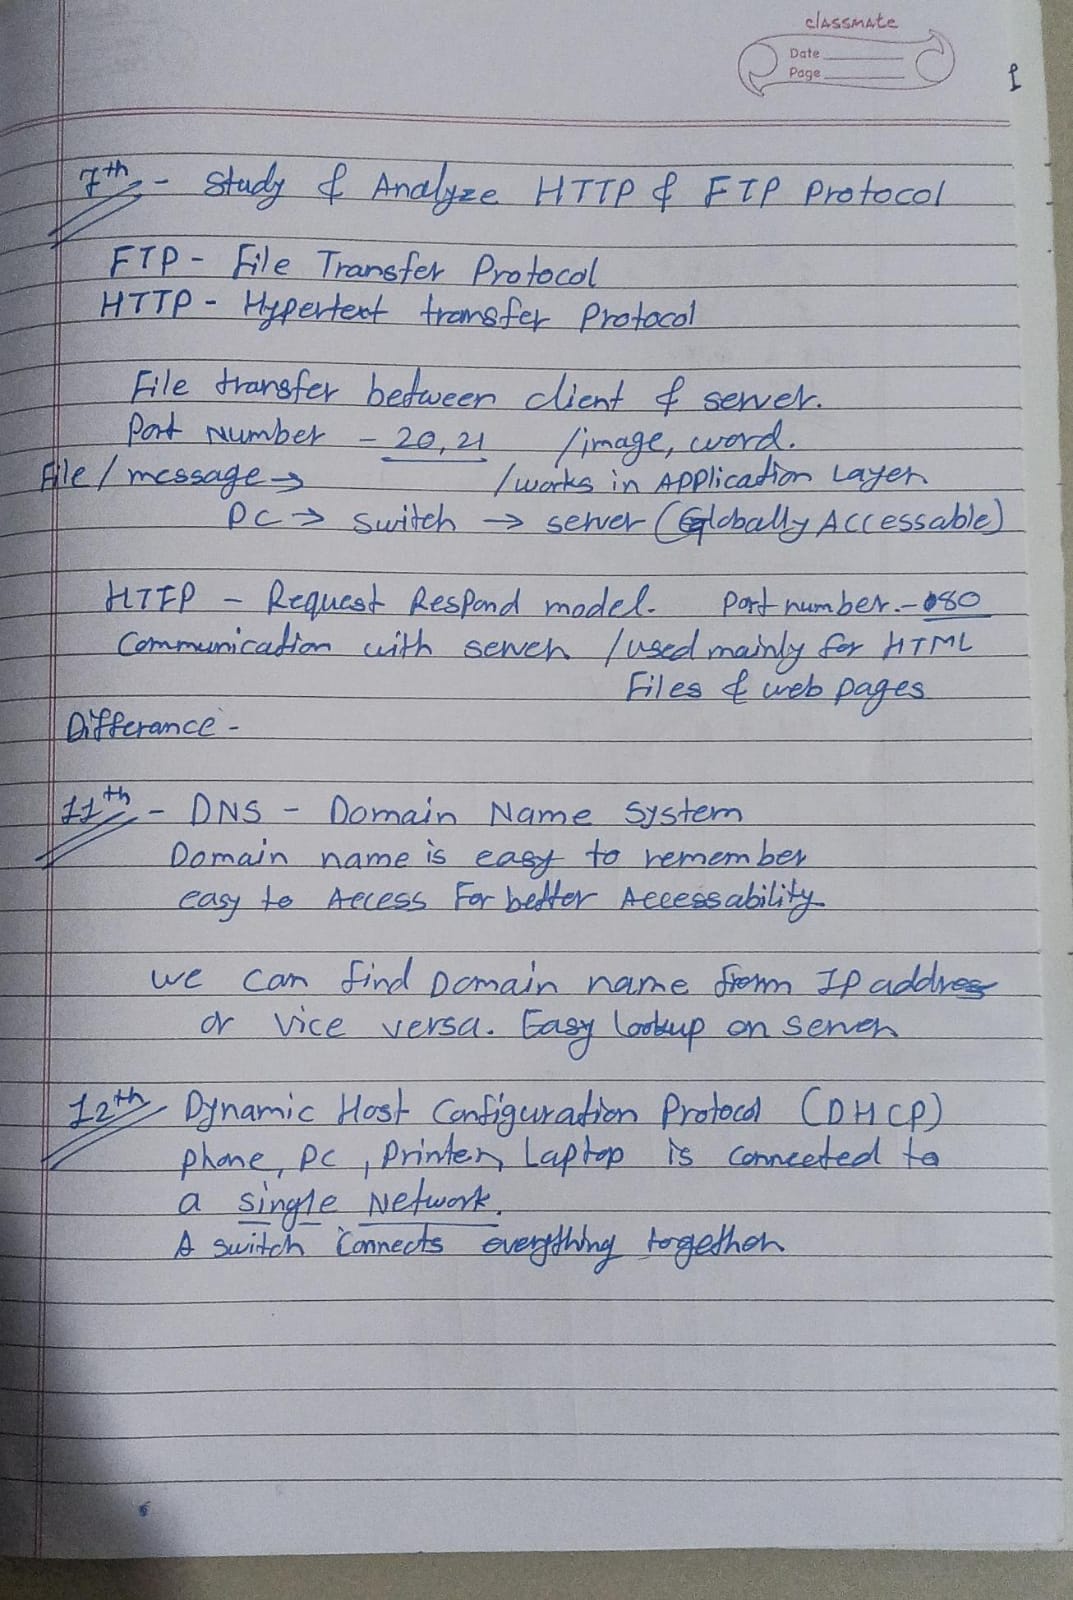 classmate
Date
Page
1
7th - Study & Analyze HTTP & FTP Protocol
FTP - File Transfer Protocol
HTTP - Hypertext transfer Protocol
File transfer between client & server.
Port Number - 20, 21 /image, word.
File / message → /works in Application Layer
PC → switch → server (Globally Accessable)
HTTP - Request Respond model. Port number.- 80
Communication with server /used mainly for HTML
Files & web pages
Differance -
11th - DNS - Domain Name System
Domain name is easy to remember
easy to Access For better Accessability
we can find Domain name from IP address
or vice versa. Easy lookup on server
12th Dynamic Host Configuration Protocol (DHCP)
phone, PC, Printer, Laptop is connected to
a single Network.
A switch Connects everything together